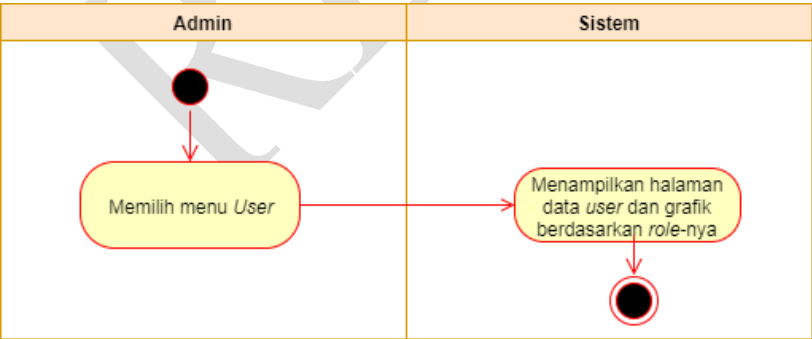 Admin
Sistem
Memilih menu User
Menampilkan halaman
data user dan grafik
berdasarkan role-nya